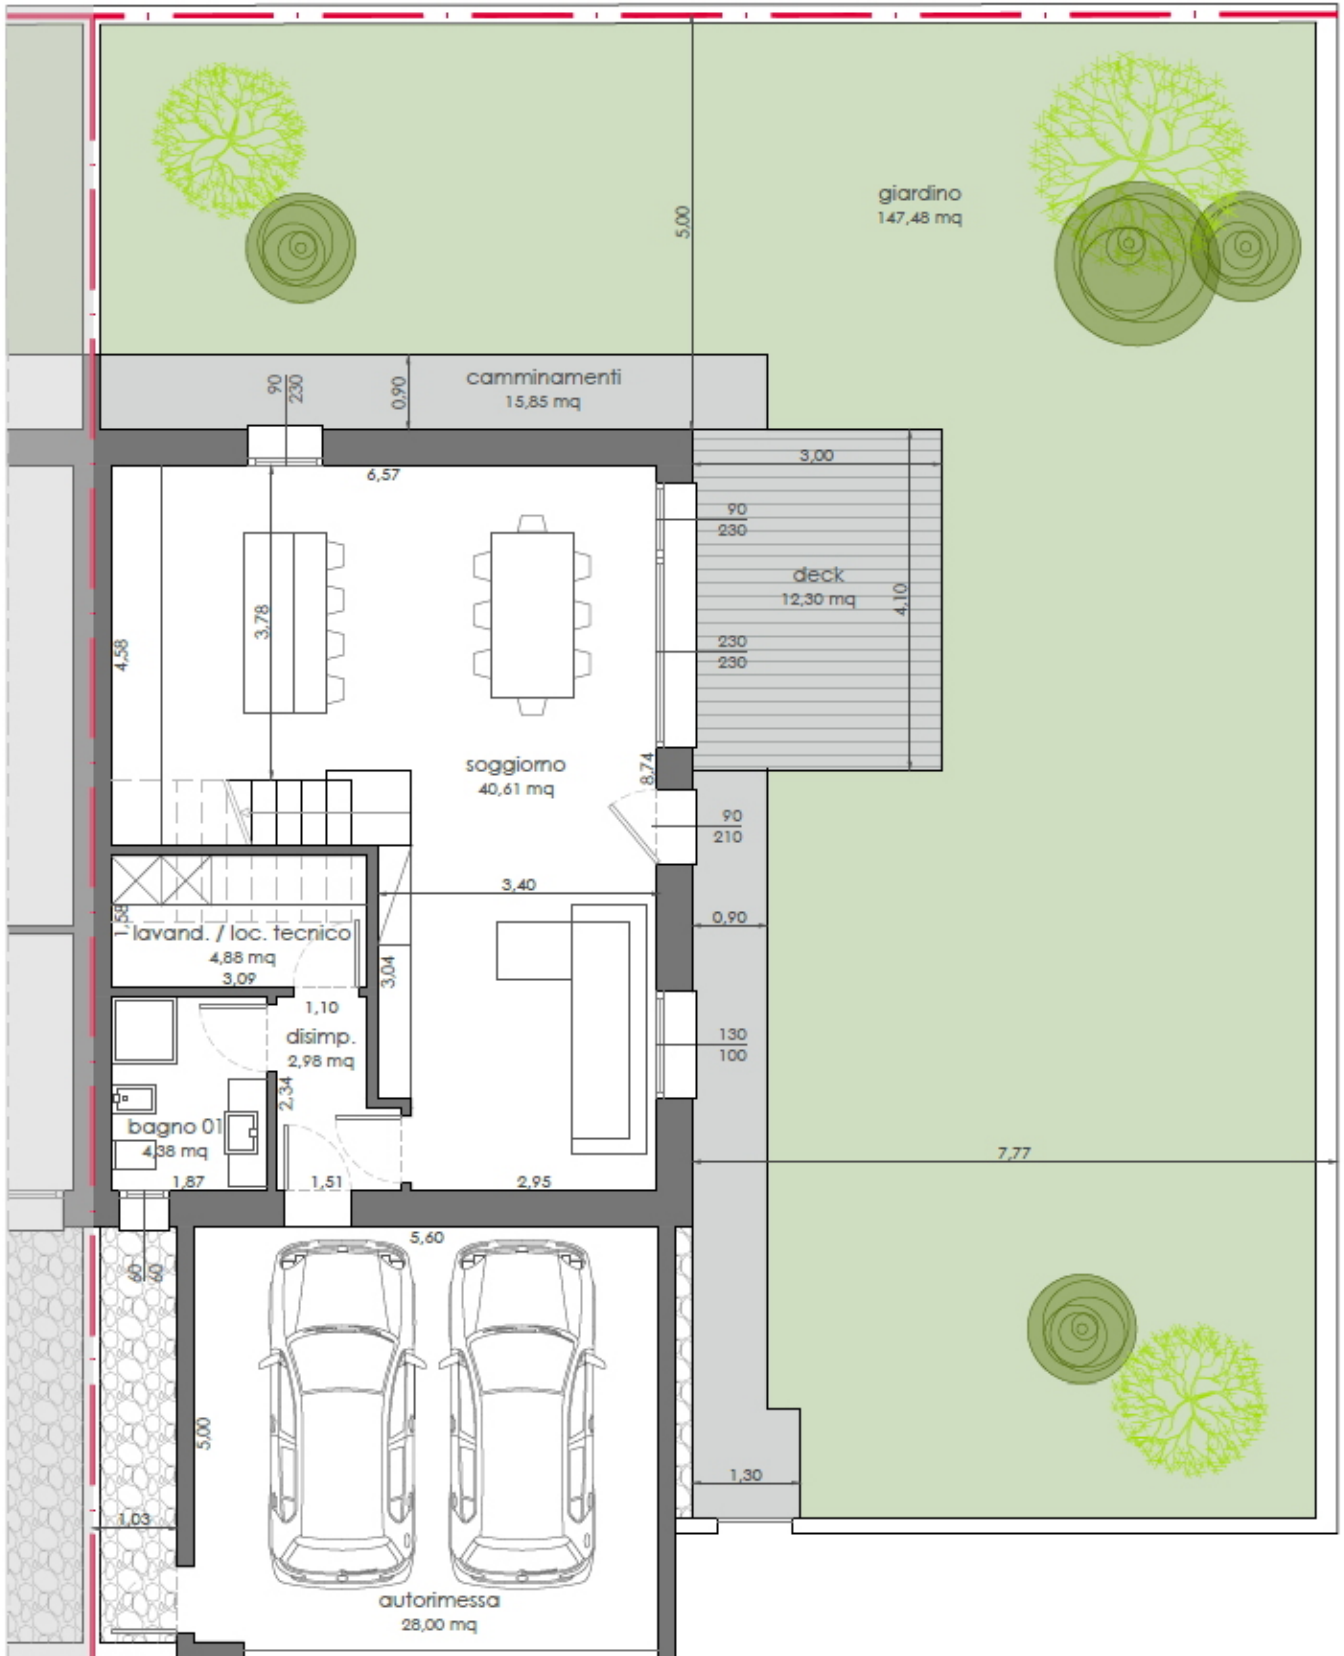 giardino
147,48 mq
5,00
camminamenti
15,85 mq
90
230
0,90
6,57
3,00
90
230
deck
12,30 mq
4,10
3,78
4,58
230
230
soggiorno
40,61 mq
8,74
90
210
3,40
0,90
1,58
lavand. / loc. tecnico
4,88 mq
3,09
3,04
1,10
disimp.
2,98 mq
130
100
2,34
bagno 01
4,38 mq
1,87
1,51
2,95
7,77
60
60
5,60
5,00
1,30
1,03
autorimessa
28,00 mq